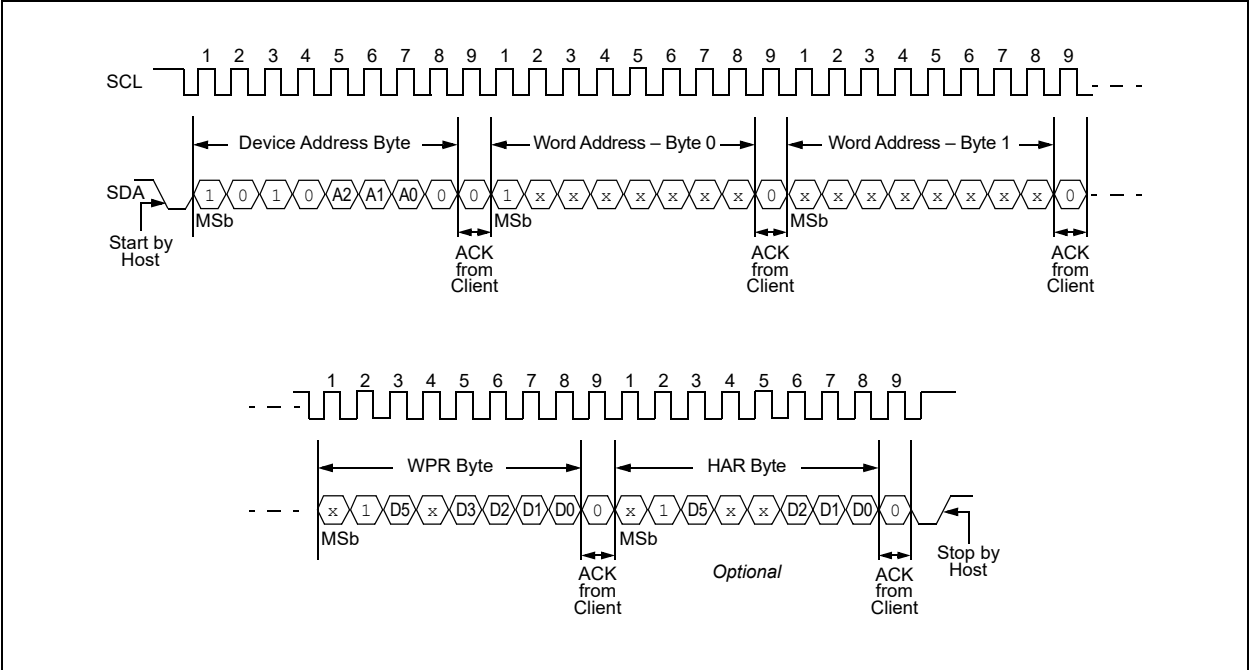 1 2 3 4 5 6 7 8 9 1 2 3 4 5 6 7 8 9 1 2 3 4 5 6 7 8 9
SCL
Device Address Byte Word Address – Byte 0 Word Address – Byte 1
SDA 1 0 1 0 A2 A1 A0 0 0 1 x x x x x x x 0 x x x x x x x x 0
MSb MSb MSb
Start by
Host
ACK
from
Client
ACK
from
Client
ACK
from
Client
1 2 3 4 5 6 7 8 9 1 2 3 4 5 6 7 8 9
WPR Byte HAR Byte
x 1 D5 x D3 D2 D1 D0 0 x 1 D5 x x D2 D1 D0 0
MSb MSb
Stop by
Host
ACK
from
Client
Optional
ACK
from
Client